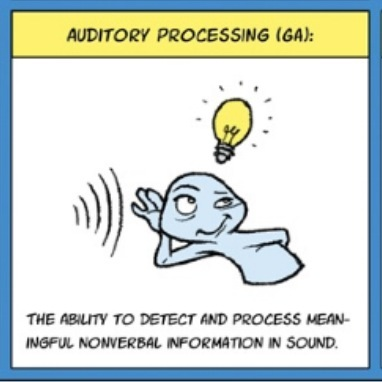 AUDITORY PROCESSING (GA):
THE ABILITY TO DETECT AND PROCESS MEAN-
INGFUL NONVERBAL INFORMATION IN SOUND.